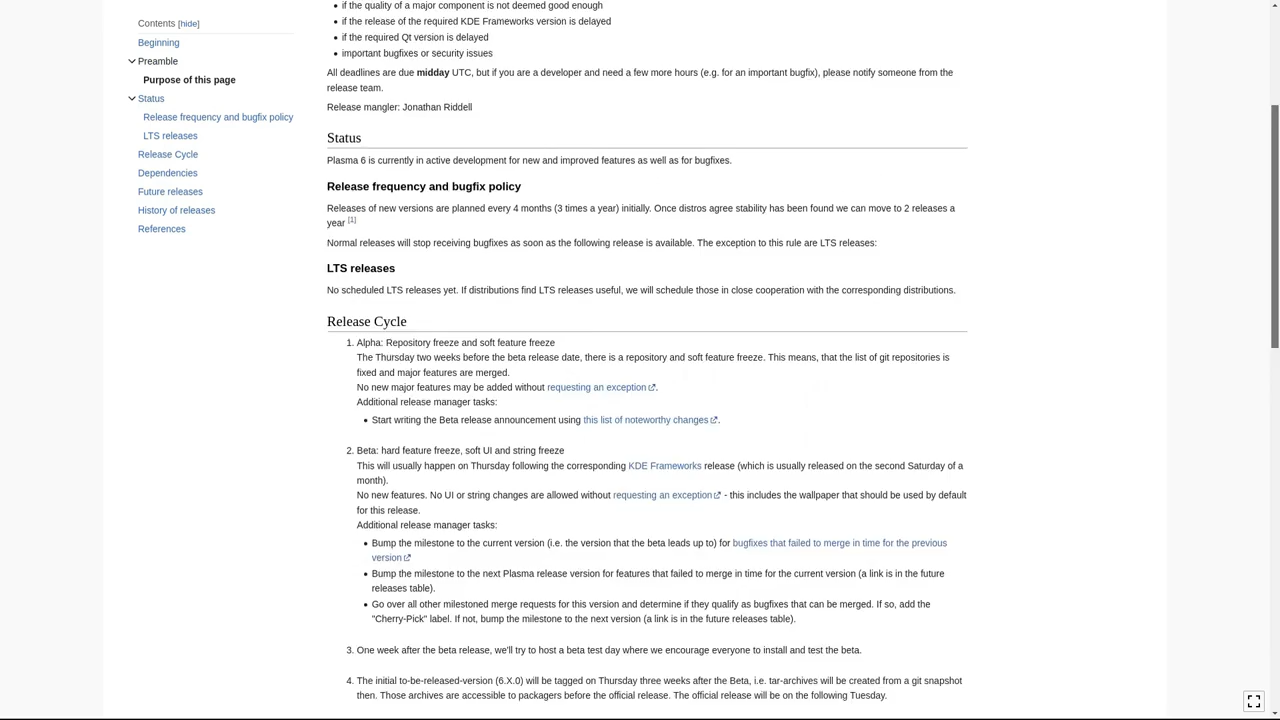 Contents [hide]
Beginning
Preamble
Purpose of this page
Status
Release frequency and bugfix policy
LTS releases
Release Cycle
Dependencies
Future releases
History of releases
References
if the quality of a major component is not deemed good enough
if the release of the required KDE Frameworks version is delayed
if the required Qt version is delayed
important bugfixes or security issues
All deadlines are due midday UTC, but if you are a developer and need a few more hours (e.g. for an important bugfix), please notify someone from the
release team.
Release mangler: Jonathan Riddell
Status
Plasma 6 is currently in active development for new and improved features as well as for bugfixes.
Release frequency and bugfix policy
Releases of new versions are planned every 4 months (3 times a year) initially. Once distros agree stability has been found we can move to 2 releases a
year [1]
Normal releases will stop receiving bugfixes as soon as the following release is available. The exception to this rule are LTS releases:
LTS releases
No scheduled LTS releases yet. If distributions find LTS releases useful, we will schedule those in close cooperation with the corresponding distributions.
Release Cycle
1. Alpha: Repository freeze and soft feature freeze
The Thursday two weeks before the beta release date, there is a repository and soft feature freeze. This means, that the list of git repositories is
fixed and major features are merged.
No new major features may be added without requesting an exception.
Additional release manager tasks:
Start writing the Beta release announcement using this list of noteworthy changes.
2. Beta: hard feature freeze, soft UI and string freeze
This will usually happen on Thursday following the corresponding KDE Frameworks release (which is usually released on the second Saturday of a
month).
No new features. No UI or string changes are allowed without requesting an exception - this includes the wallpaper that should be used by default
for this release.
Additional release manager tasks:
Bump the milestone to the current version (i.e. the version that the beta leads up to) for bugfixes that failed to merge in time for the previous
version
Bump the milestone to the next Plasma release version for features that failed to merge in time for the current version (a link is in the future
releases table).
Go over all other milestoned merge requests for this version and determine if they qualify as bugfixes that can be merged. If so, add the
"Cherry-Pick" label. If not, bump the milestone to the next version (a link is in the future releases table).
3. One week after the beta release, we'll try to host a beta test day where we encourage everyone to install and test the beta.
4. The initial to-be-released-version (6.X.0) will be tagged on Thursday three weeks after the Beta, i.e. tar-archives will be created from a git snapshot
then. Those archives are accessible to packagers before the official release. The official release will be on the following Tuesday.